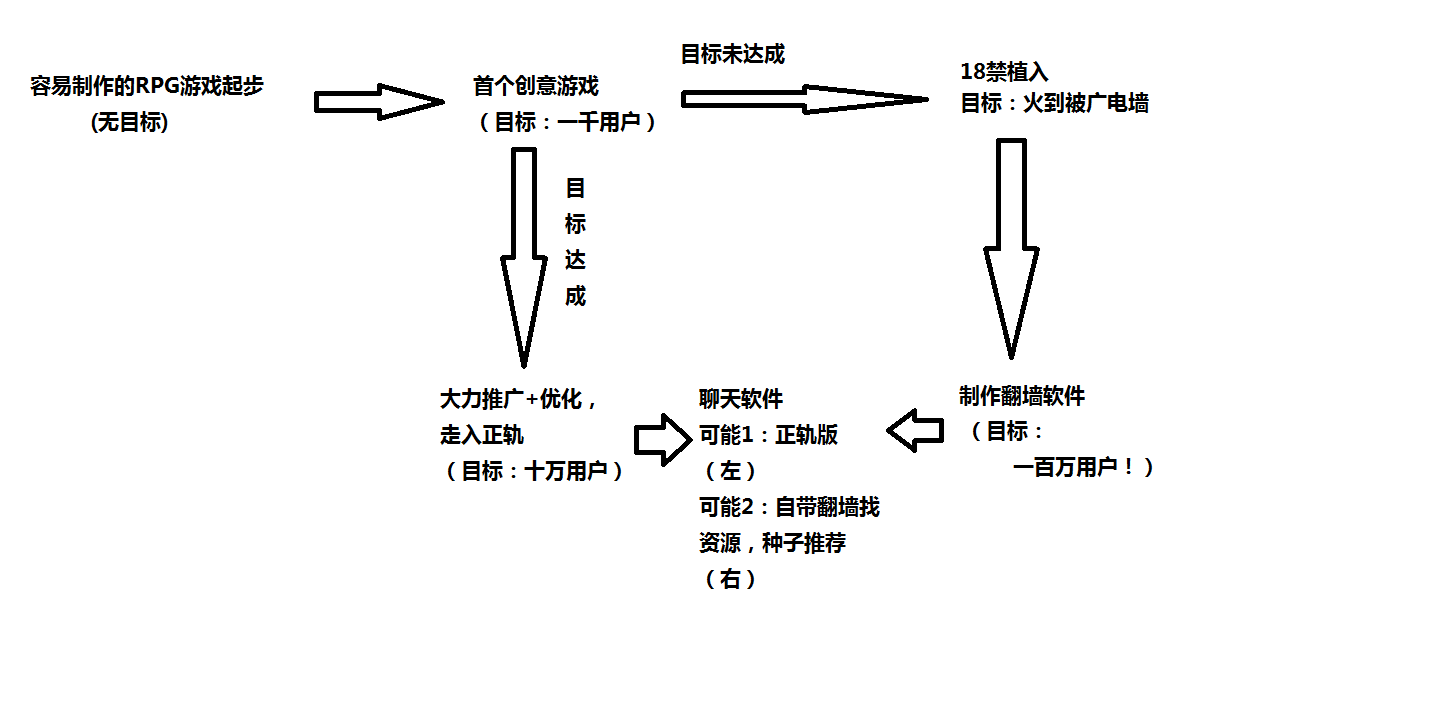 容易制作的RPG游戏起步
(无目标)
首个创意游戏
（目标：一千用户）
目标未达成
18禁植入
目标：火到被广电墙
目
标
达
成
大力推广+优化，
走入正轨
（目标：十万用户）
聊天软件
可能1：正轨版
（左）
可能2：自带翻墙找
资源，种子推荐
（右）
制作翻墙软件
（目标：
一百万用户！）